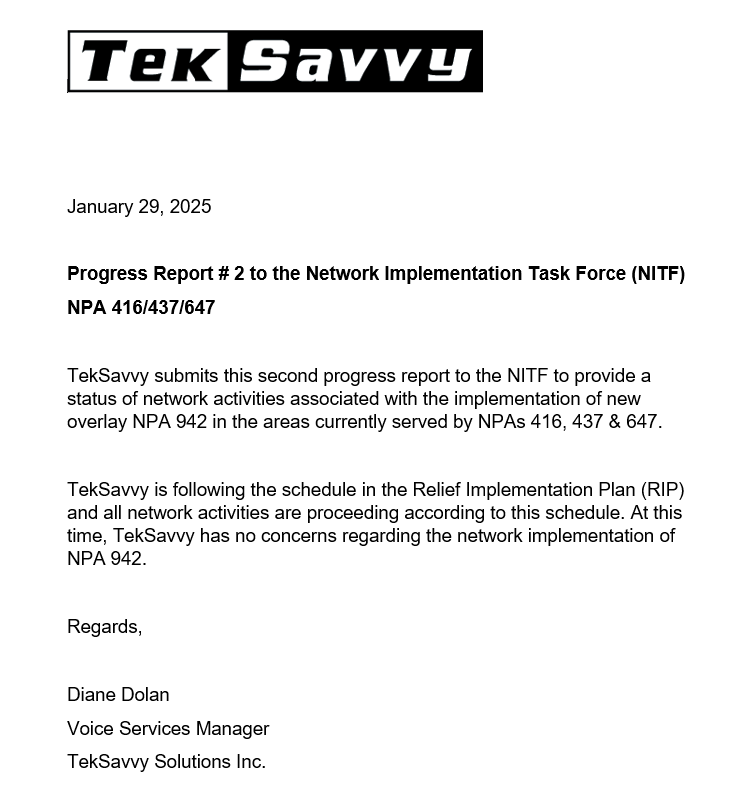 Tek Savvy
January 29, 2025
Progress Report # 2 to the Network Implementation Task Force (NITF)
NPA 416/437/647
TekSavvy submits this second progress report to the NITF to provide a
status of network activities associated with the implementation of new
overlay NPA 942 in the areas currently served by NPAs 416, 437 & 647.
TekSavvy is following the schedule in the Relief Implementation Plan (RIP)
and all network activities are proceeding according to this schedule. At this
time, TekSavvy has no concerns regarding the network implementation of
NPA 942.
Regards,
Diane Dolan
Voice Services Manager
TekSavvy Solutions Inc.